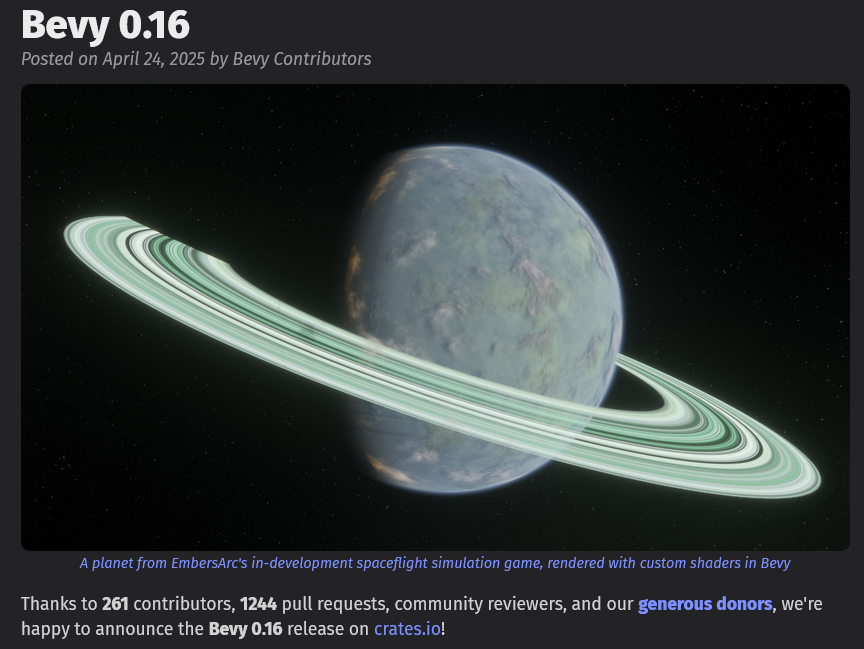 Bevy 0.16
Posted on April 24, 2025 by Bevy Contributors
A planet from EmbersArc's in-development spaceflight simulation game, rendered with custom shaders in Bevy
Thanks to 261 contributors, 1244 pull requests, community reviewers, and our generous donors, we're
happy to announce the Bevy 0.16 release on crates.io!